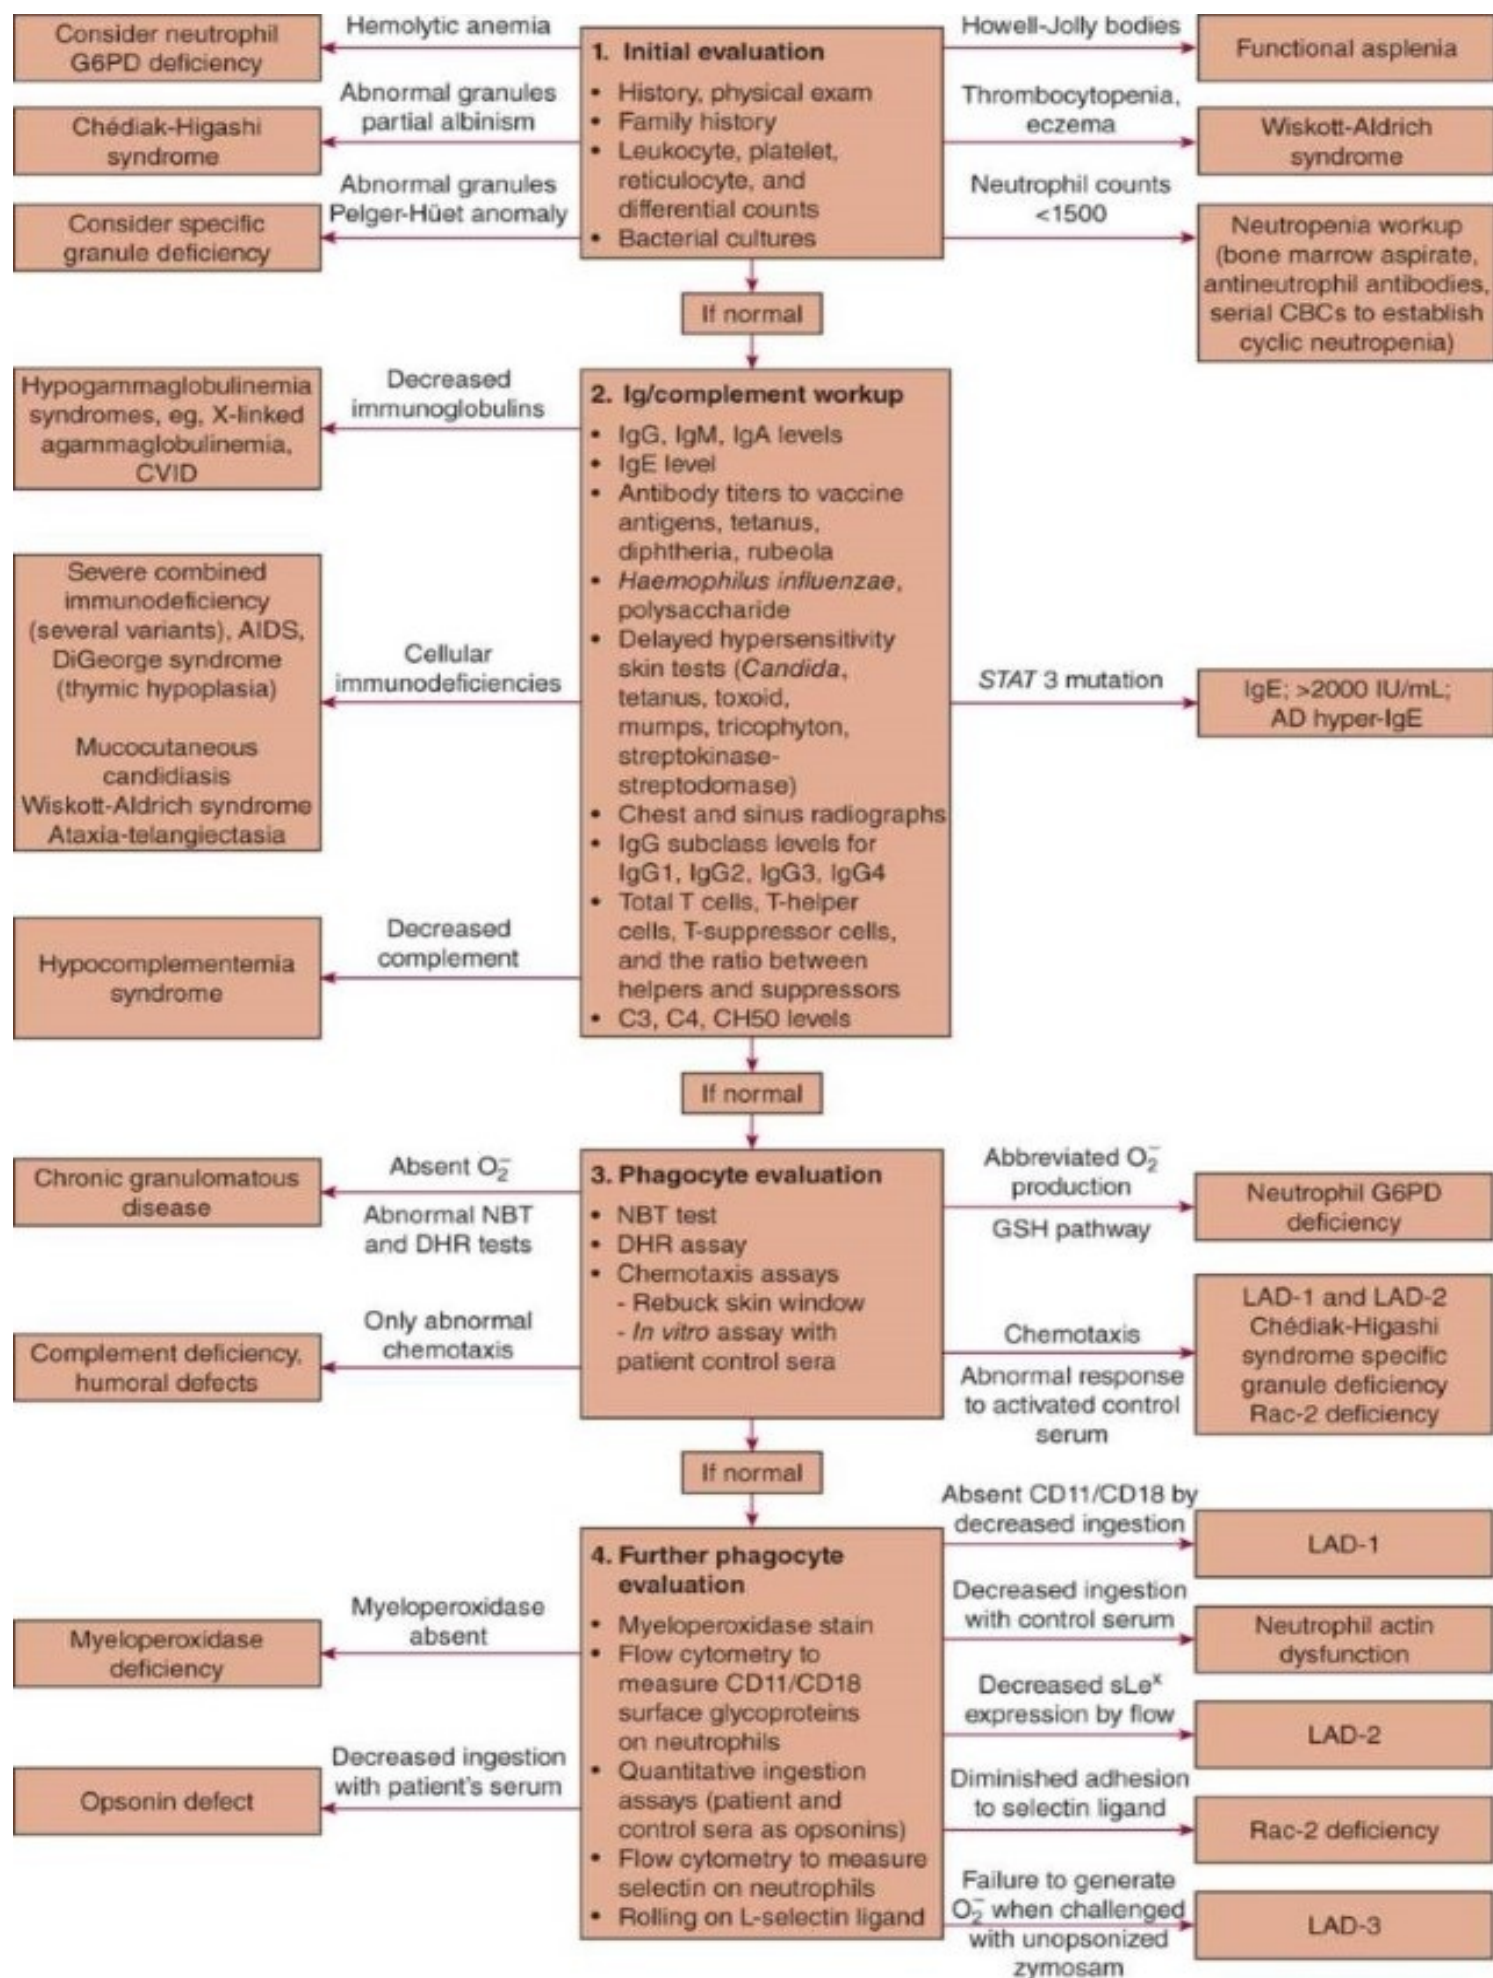 Consider neutrophil
G6PD deficiency
Hemolytic anemia
Chédiak-Higashi
syndrome
Abnormal granules
partial albinism
Consider specific
granule deficiency
Abnormal granules
Pelger-Hüet anomaly
1. Initial evaluation
• History, physical exam
• Family history
• Leukocyte, platelet,
reticulocyte, and
differential counts
• Bacterial cultures
Howell-Jolly bodies
Functional asplenia
Thrombocytopenia,
eczema
Wiskott-Aldrich
syndrome
Neutrophil counts
<1500
Neutropenia workup
(bone marrow aspirate,
antineutrophil antibodies,
serial CBCs to establish
cyclic neutropenia)
If normal
Hypogammaglobulinemia
syndromes, eg, X-linked
agammaglobulinemia,
CVID
Decreased
immunoglobulins
Severe combined
immunodeficiency
(several variants), AIDS,
DiGeorge syndrome
(thymic hypoplasia)
Mucocutaneous
candidiasis
Wiskott-Aldrich syndrome
Ataxia-telangiectasia
Cellular
immunodeficiencies
Hypocomplementemia
syndrome
Decreased
complement
2. Ig/complement workup
• IgG, IgM, IgA levels
• IgE level
• Antibody titers to vaccine
antigens, tetanus,
diphtheria, rubeola
• Haemophilus influenzae,
polysaccharide
• Delayed hypersensitivity
skin tests (Candida,
tetanus, toxoid,
mumps, tricophyton,
streptokinase-
streptodomase)
• Chest and sinus radiographs
• IgG subclass levels for
IgG1, IgG2, IgG3, IgG4
• Total T cells, T-helper
cells, T-suppressor cells,
and the ratio between
helpers and suppressors
• C3, C4, CH50 levels
STAT 3 mutation
IgE; >2000 IU/mL;
AD hyper-IgE
If normal
Chronic granulomatous
disease
Absent O₂⁻
Abnormal NBT
and DHR tests
Complement deficiency,
humoral defects
Only abnormal
chemotaxis
3. Phagocyte evaluation
• NBT test
• DHR assay
• Chemotaxis assays
- Rebuck skin window
- In vitro assay with
patient control sera
Abbreviated O₂⁻
production
GSH pathway
Neutrophil G6PD
deficiency
Chemotaxis
Abnormal response
to activated control
serum
LAD-1 and LAD-2
Chédiak-Higashi
syndrome specific
granule deficiency
Rac-2 deficiency
If normal
Myeloperoxidase
deficiency
Myeloperoxidase
absent
Opsonin defect
Decreased ingestion
with patient's serum
4. Further phagocyte
evaluation
• Myeloperoxidase stain
• Flow cytometry to
measure CD11/CD18
surface glycoproteins
on neutrophils
• Quantitative ingestion
assays (patient and
control sera as opsonins)
• Flow cytometry to measure
selectin on neutrophils
• Rolling on L-selectin ligand
Absent CD11/CD18 by
decreased ingestion
LAD-1
Decreased ingestion
with control serum
Neutrophil actin
dysfunction
Decreased sLeˣ
expression by flow
LAD-2
Diminished adhesion
to selectin ligand
Rac-2 deficiency
Failure to generate
O₂⁻ when challenged
with unopsonized
zymosam
LAD-3